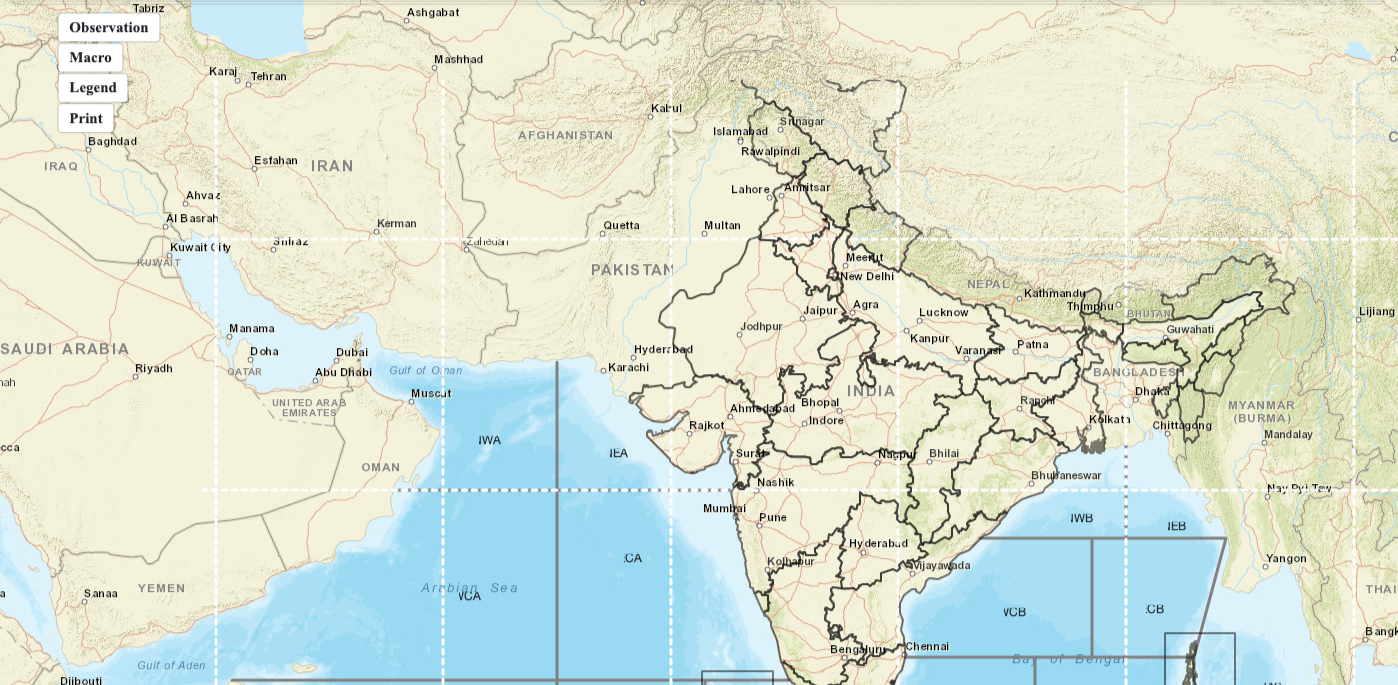 Tabriz
Ashgabat
Observation
Mashhad
Macro
Karaj
Tehran
Legend
Print
Kabul
Srinagar
Islamabad
AFGHANISTAN
Baghdad
Rawalpindi
IRAQ
Esfahan
IRAN
Lahore
Amritsar
Ahvaz
Al Basrah
Kerman
Quetta
Multan
Kuwait City
Shiraz
Zahedan
KUWAIT
PAKISTAN
Meerut
New Delhi
NEPAL
Kathmandu
Thimphu
BHUTAN
Agra
Jaipur
Lucknow
Lijiang
Manama
Jodhpur
Kanpur
Guwahati
SAUDI ARABIA
Doha
Dubai
Hyderabad
Varanasi
Patna
Riyadh
QATAR
Abu Dhabi
Gulf of Oman
Karachi
BANGLADESH
nah
Muscat
INDIA
Dhaka
UNITED ARAB
EMIRATES
Ahmedabad
Bhopal
Ranchi
MYANMAR
(BURMA)
Rajkot
Indore
Kolkata
Chittagong
Mandalay
cca
IWA
IEA
Surat
Nagpur
Bhilai
OMAN
Nashik
Bhubaneswar
Nay Pyi Taw
Mumbai
Pune
IWB
IEB
Hyderabad
CA
Kolhapur
Vijayawada
Yangon
YEMEN
Arabian Sea
WCA
Sanaa
THAI
a
WCB
ECB
Bangk
Bengaluru
Chennai
Bay of Bengal
Gulf of Aden
Djibouti